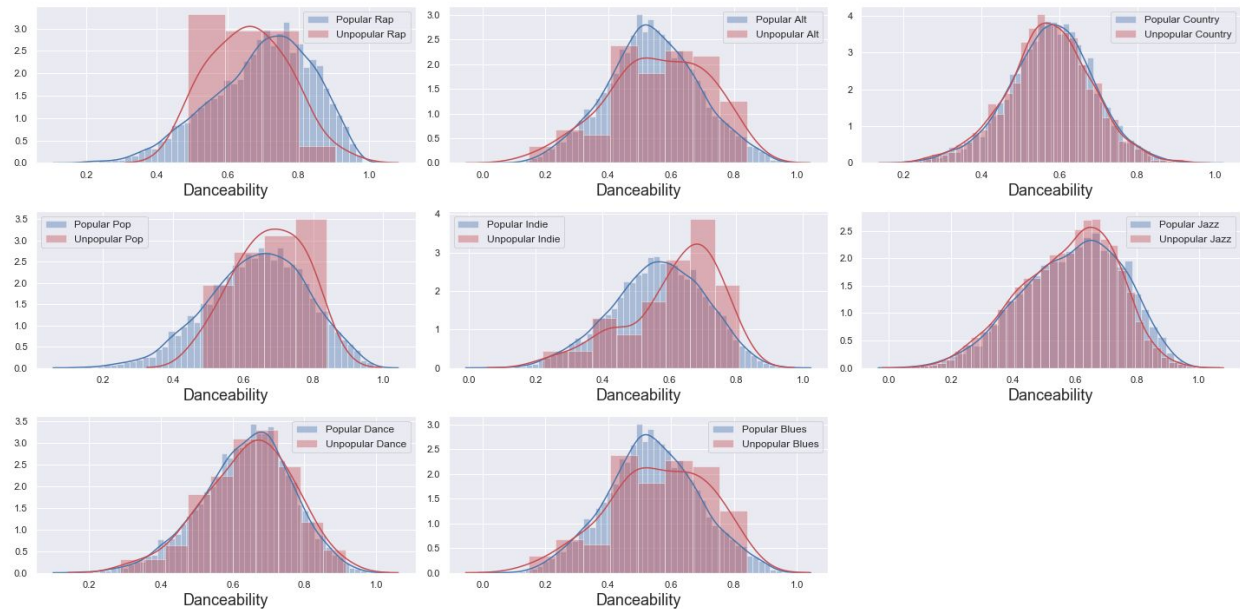 Popular Rap
Unpopular Rap
3.0
2.5
2.0
1.5
1.0
0.5
0.0
0.2 0.4 0.6 0.8 1.0
Danceability
Popular Alt
Unpopular Alt
3.0
2.5
2.0
1.5
1.0
0.5
0.0
0.0 0.2 0.4 0.6 0.8 1.0
Danceability
Popular Country
Unpopular Country
4
3
2
1
0
0.2 0.4 0.6 0.8 1.0
Danceability
Popular Pop
Unpopular Pop
3.5
3.0
2.5
2.0
1.5
1.0
0.5
0.0
0.2 0.4 0.6 0.8 1.0
Danceability
Popular Indie
Unpopular Indie
4
3
2
1
0
0.0 0.2 0.4 0.6 0.8 1.0
Danceability
Popular Jazz
Unpopular Jazz
2.5
2.0
1.5
1.0
0.5
0.0
0.0 0.2 0.4 0.6 0.8 1.0
Danceability
Popular Dance
Unpopular Dance
3.5
3.0
2.5
2.0
1.5
1.0
0.5
0.0
0.2 0.4 0.6 0.8 1.0
Danceability
Popular Blues
Unpopular Blues
3.0
2.5
2.0
1.5
1.0
0.5
0.0
0.0 0.2 0.4 0.6 0.8 1.0
Danceability